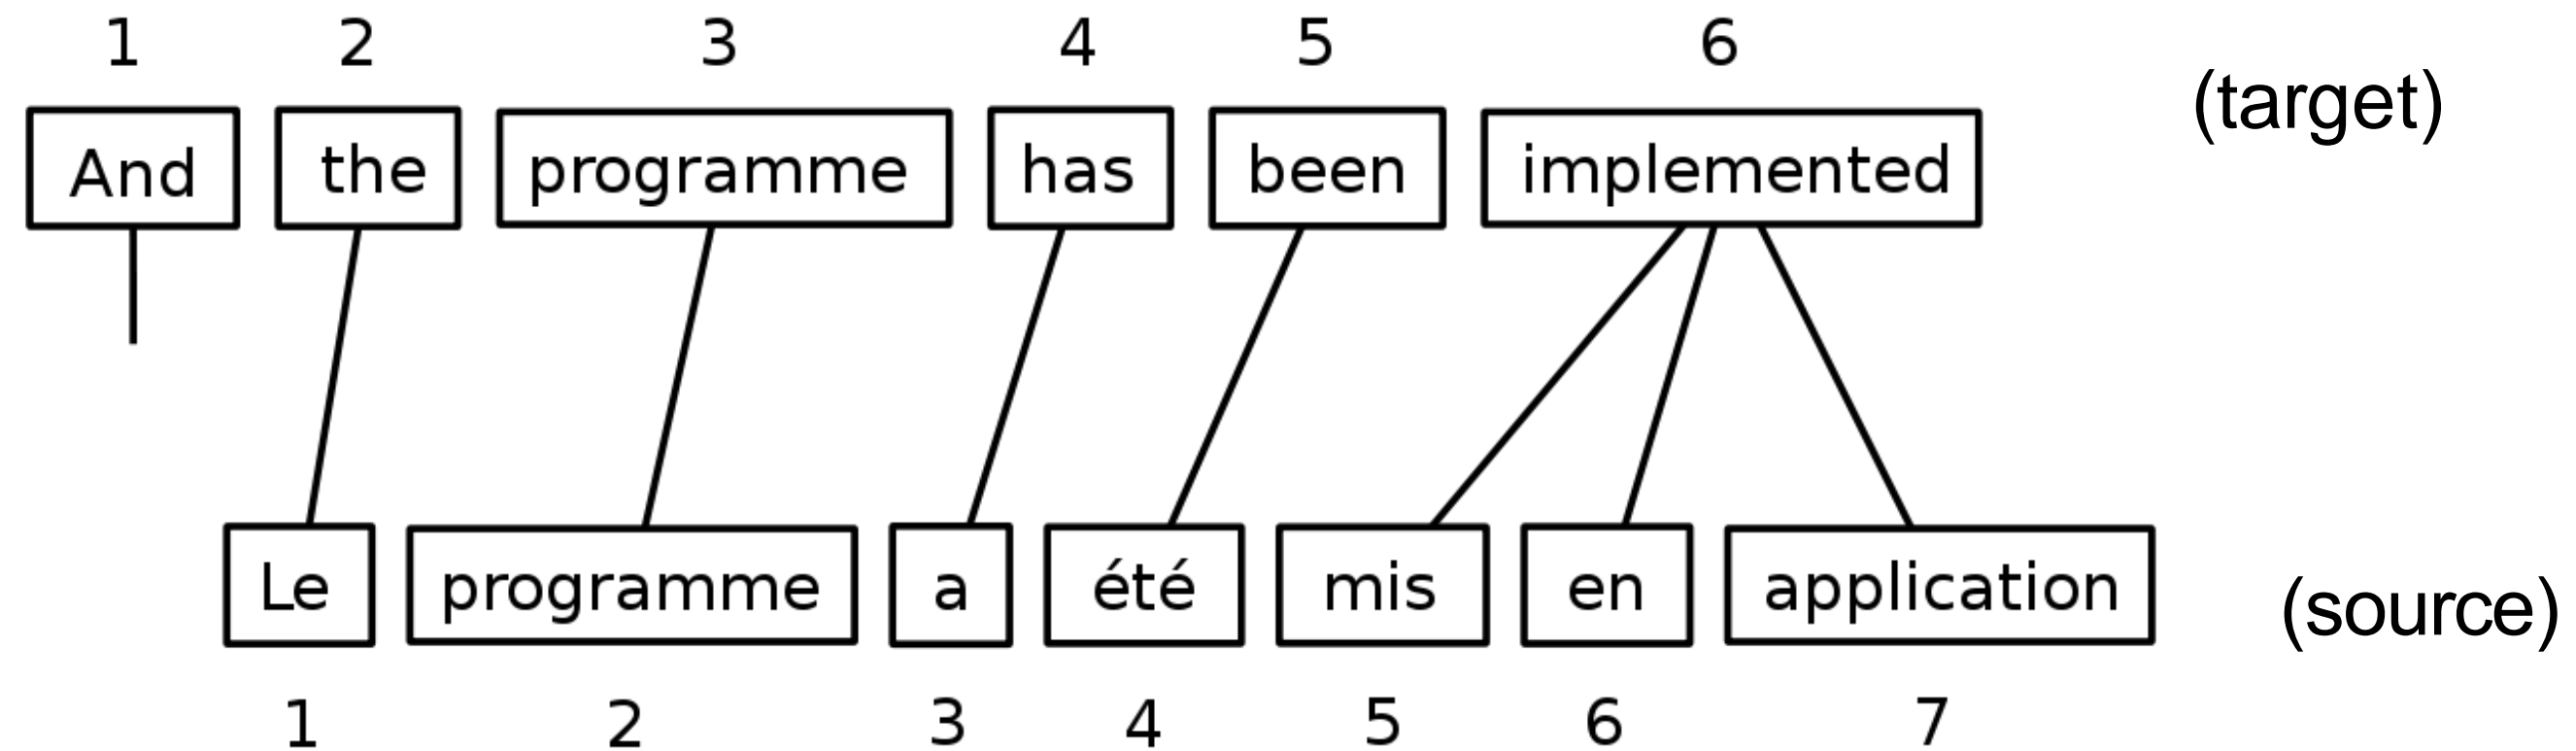 1 2 3 4 5 6
And the programme has been implemented (target)
Le programme a été mis en application (source)
1 2 3 4 5 6 7